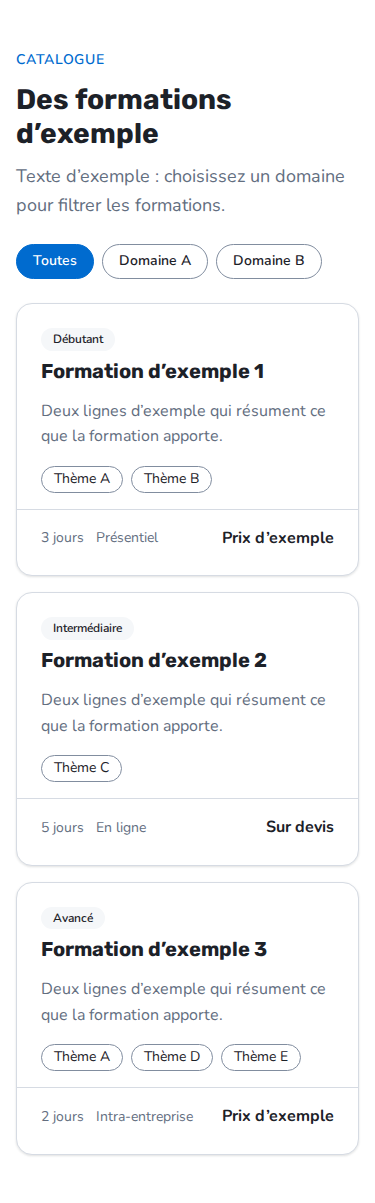 CATALOGUE
Des formations
d’exemple
Texte d’exemple : choisissez un domaine
pour filtrer les formations.
Toutes Domaine A Domaine B
Débutant
Formation d’exemple 1
Deux lignes d’exemple qui résument ce
que la formation apporte.
Thème A Thème B
3 jours Présentiel Prix d’exemple
Intermédiaire
Formation d’exemple 2
Deux lignes d’exemple qui résument ce
que la formation apporte.
Thème C
5 jours En ligne Sur devis
Avancé
Formation d’exemple 3
Deux lignes d’exemple qui résument ce
que la formation apporte.
Thème A Thème D Thème E
2 jours Intra-entreprise Prix d’exemple